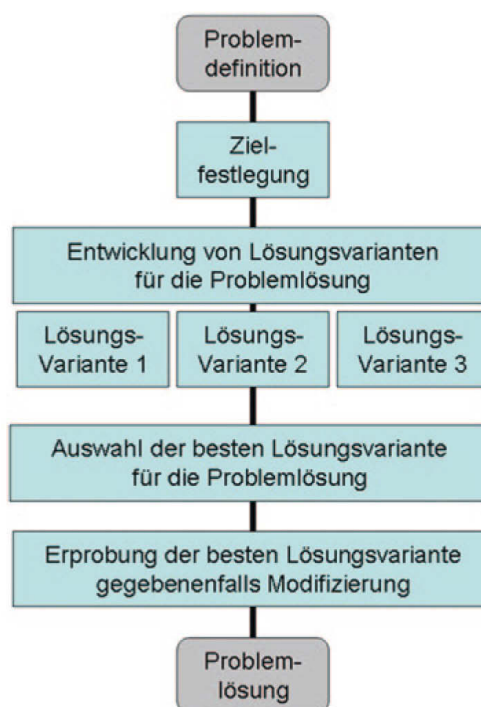 Problem-
definition
Ziel-
festlegung
Entwicklung von Lösungsvarianten
für die Problemlösung
Lösungs-
Variante 1
Lösungs-
Variante 2
Lösungs-
Variante 3
Auswahl der besten Lösungsvariante
für die Problemlösung
Erprobung der besten Lösungsvariante
gegebenenfalls Modifizierung
Problem-
lösung